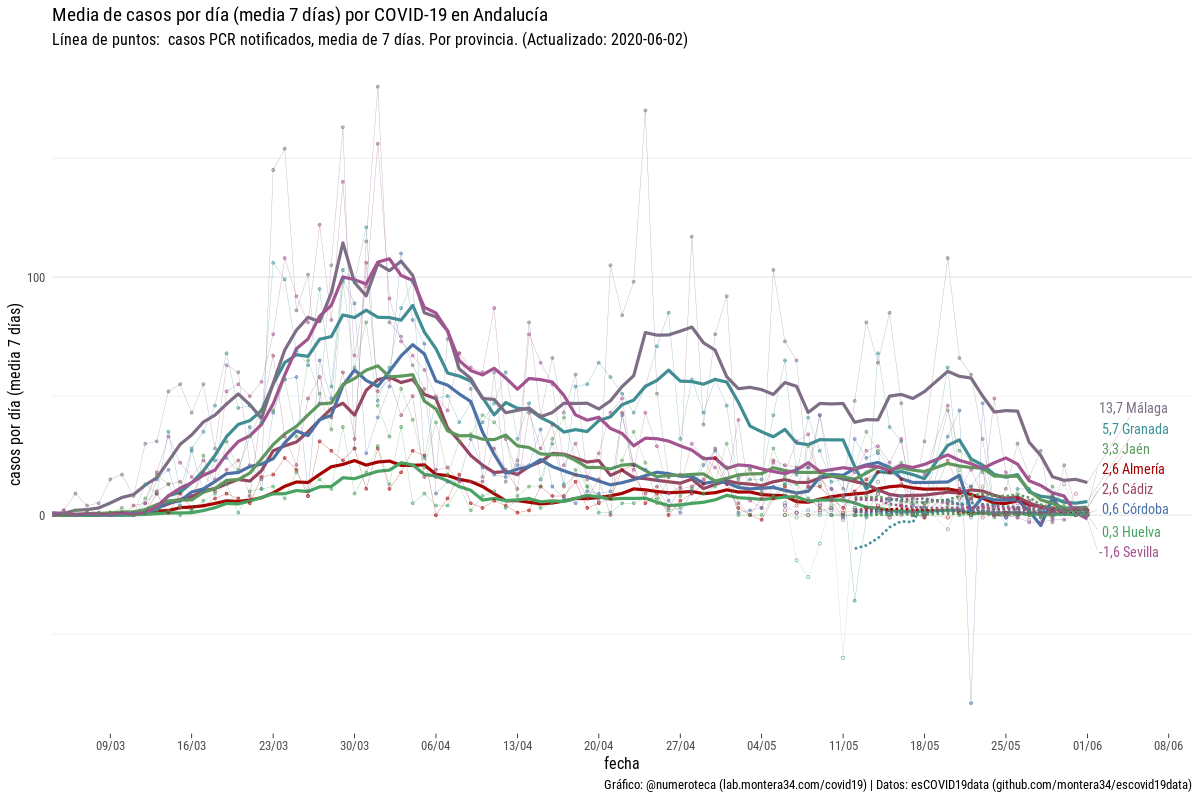 Media de casos por día (media 7 días) por COVID-19 en Andalucía
Línea de puntos:  casos PCR notificados, media de 7 días. Por provincia. (Actualizado: 2020-06-02)
casos por día (media 7 días)
100
0
13,7 Málaga
5,7 Granada
3,3 Jaén
2,6 Almería
2,6 Cádiz
0,6 Córdoba
0,3 Huelva
-1,6 Sevilla
09/03 16/03 23/03 30/03 06/04 13/04 20/04 27/04 04/05 11/05 18/05 25/05 01/06 08/06
fecha
Gráfico: @numeroteca (lab.montera34.com/covid19) | Datos: esCOVID19data (github.com/montera34/escovid19data)